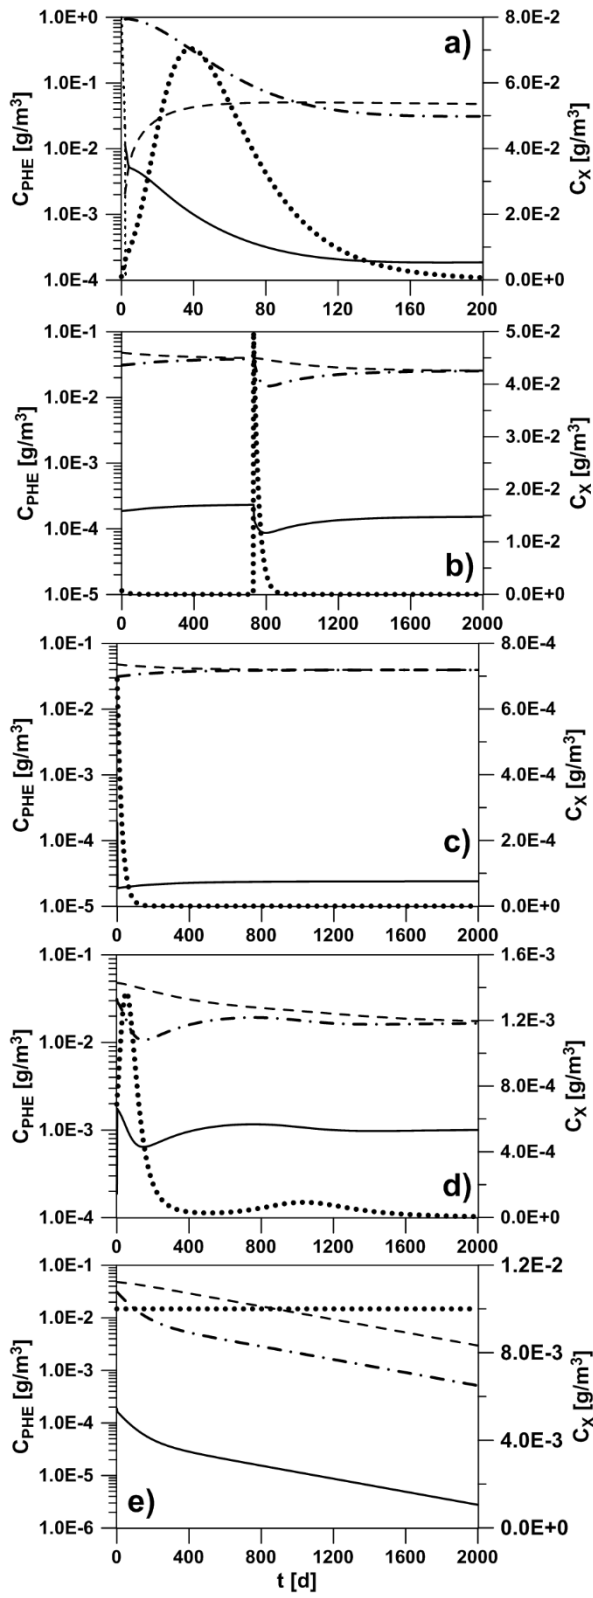 a)
C_PHE [g/m³]
1.0E+0
1.0E-1
1.0E-2
1.0E-3
1.0E-4
C_X [g/m³]
8.0E-2
6.0E-2
4.0E-2
2.0E-2
0.0E+0
0 40 80 120 160 200
b)
C_PHE [g/m³]
1.0E-1
1.0E-2
1.0E-3
1.0E-4
1.0E-5
C_X [g/m³]
5.0E-2
4.0E-2
3.0E-2
2.0E-2
1.0E-2
0.0E+0
0 400 800 1200 1600 2000
c)
C_PHE [g/m³]
1.0E-1
1.0E-2
1.0E-3
1.0E-4
1.0E-5
C_X [g/m³]
8.0E-4
6.0E-4
4.0E-4
2.0E-4
0.0E+0
0 400 800 1200 1600 2000
d)
C_PHE [g/m³]
1.0E-1
1.0E-2
1.0E-3
1.0E-4
C_X [g/m³]
1.6E-3
1.2E-3
8.0E-4
4.0E-4
0.0E+0
0 400 800 1200 1600 2000
e)
C_PHE [g/m³]
1.0E-1
1.0E-2
1.0E-3
1.0E-4
1.0E-5
1.0E-6
C_X [g/m³]
1.2E-2
8.0E-3
4.0E-3
0.0E+0
0 400 800 1200 1600 2000
t [d]